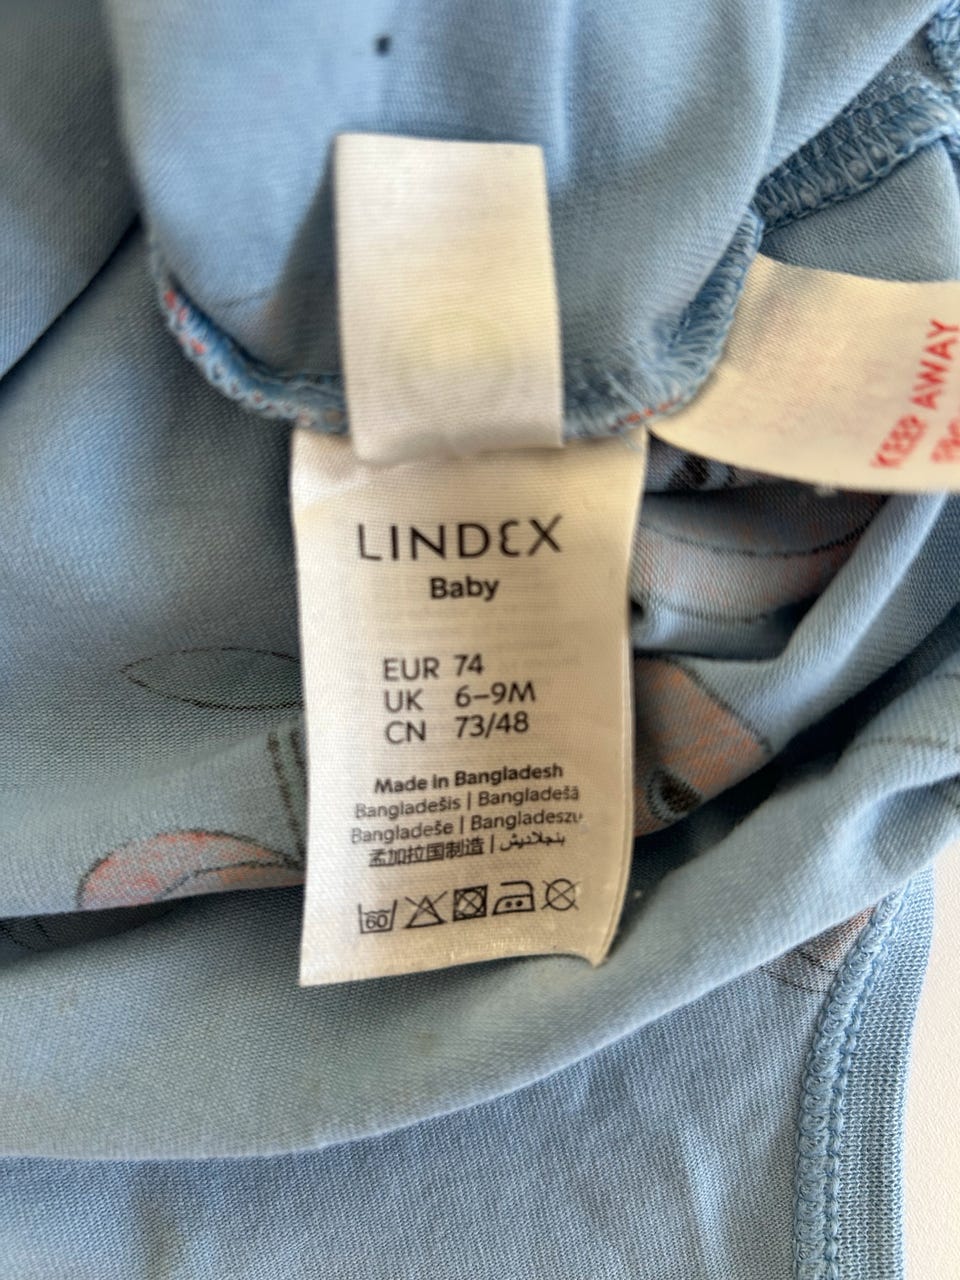 LINDEX
Baby
EUR 74
UK 6–9M
CN 73/48
Made in Bangladesh
Bangladešis | Bangladešā
Bangladeše | Bangladeszu
孟加拉国制造 | بنجلاديش
60
KEEP AWAY